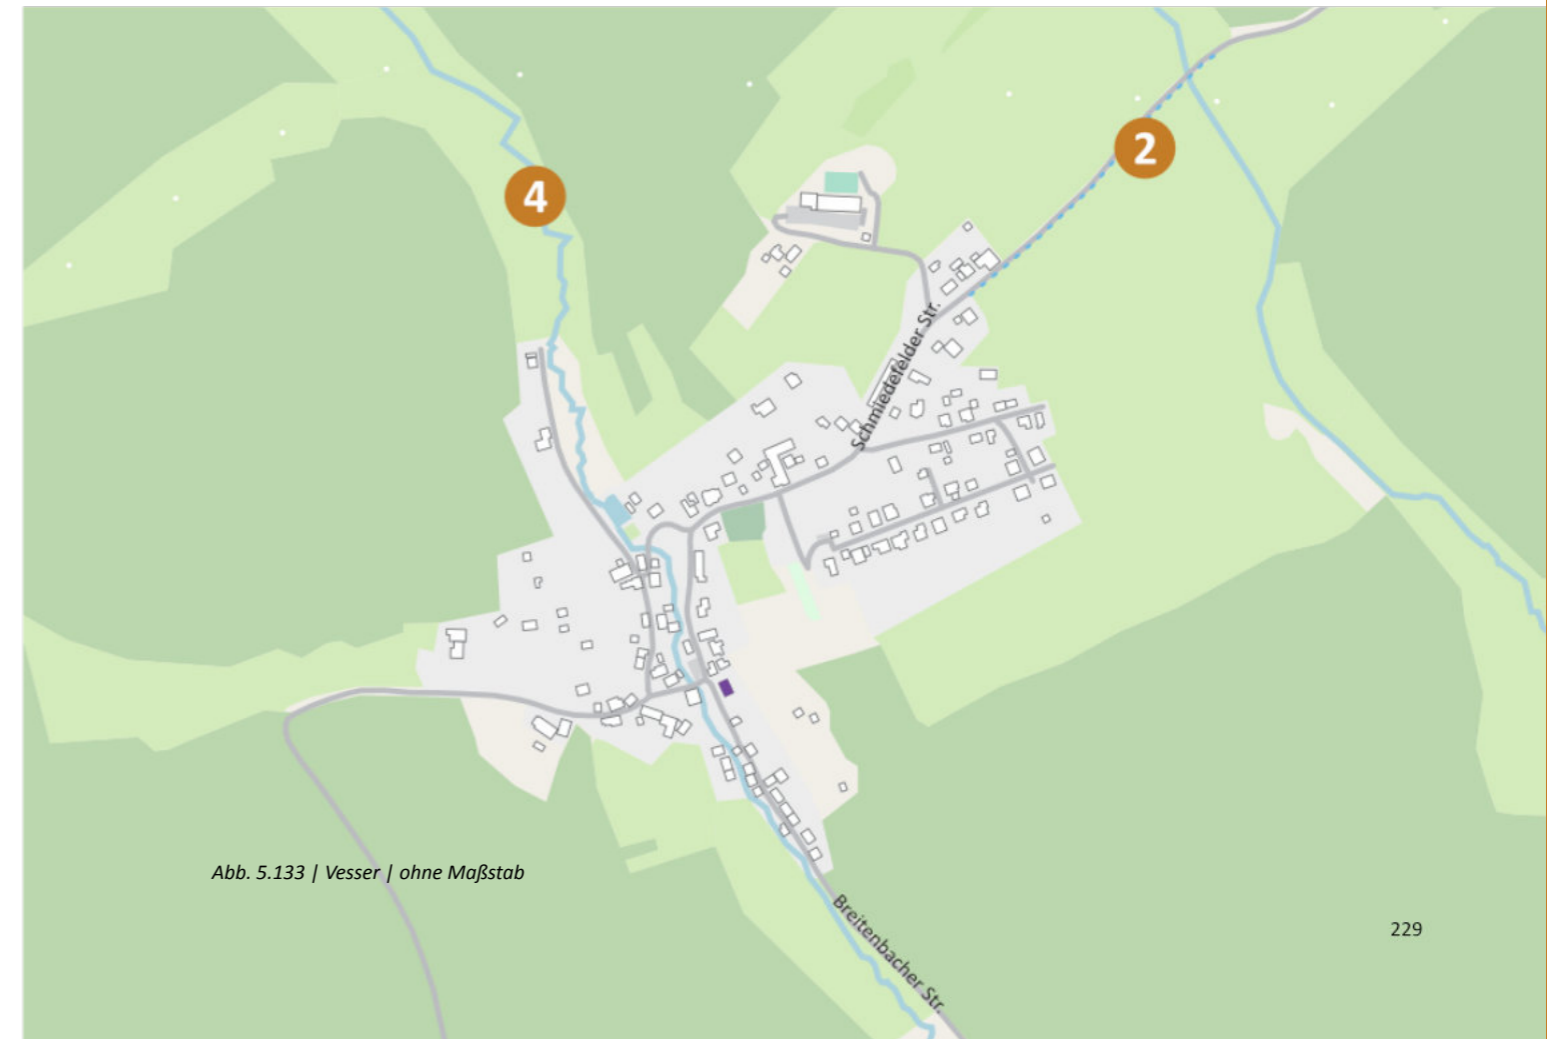 2
4
Schmiedefelder Str.
Abb. 5.133 | Vesser | ohne Maßstab
Breitenbacher Str.
229